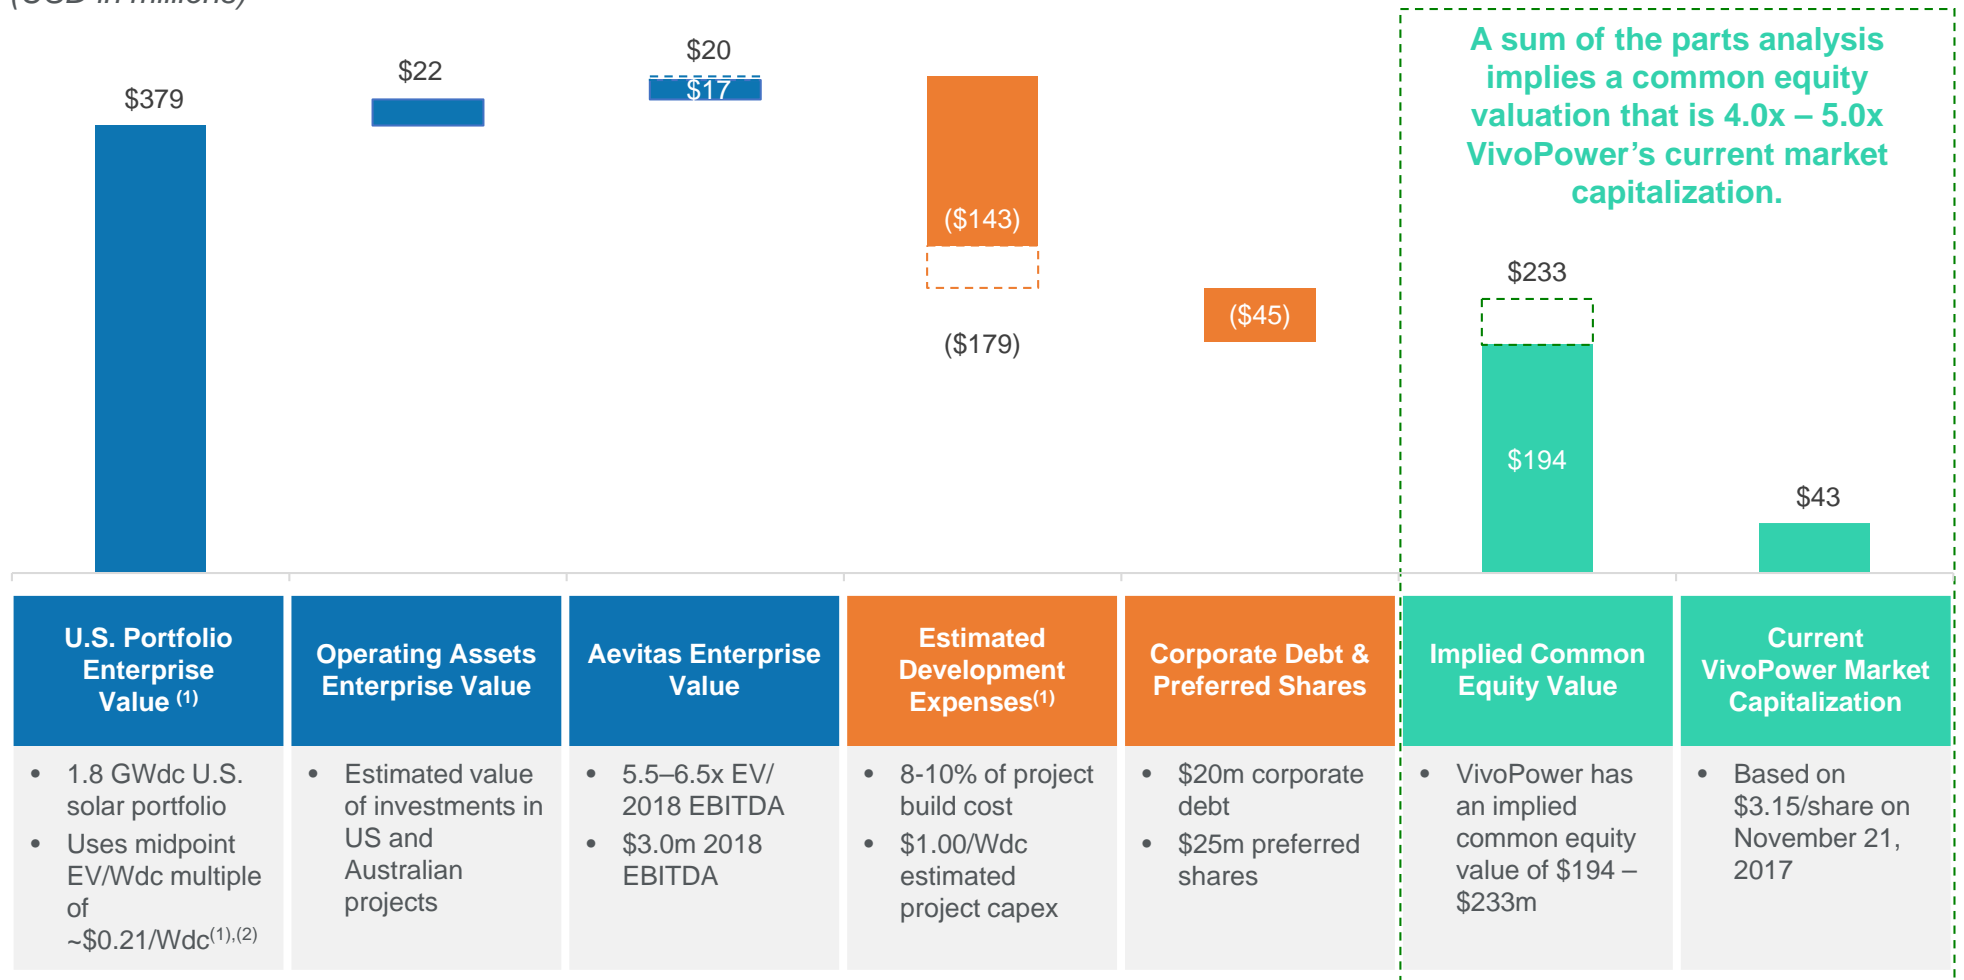 (USD in millions)
$379
$22
$20
$17
($143)
($179)
($45)
A sum of the parts analysis
implies a common equity
valuation that is 4.0x – 5.0x
VivoPower’s current market
capitalization.
$233
$194
$43
U.S. Portfolio
Enterprise
Value (1)
Operating Assets
Enterprise Value
Aevitas Enterprise
Value
Estimated
Development
Expenses(1)
Corporate Debt &
Preferred Shares
Implied Common
Equity Value
Current
VivoPower Market
Capitalization
• 1.8 GWdc U.S.
solar portfolio
• Uses midpoint
EV/Wdc multiple
of
~$0.21/Wdc(1),(2)
• Estimated value
of investments in
US and
Australian
projects
• 5.5–6.5x EV/
2018 EBITDA
• $3.0m 2018
EBITDA
• 8-10% of project
build cost
• $1.00/Wdc
estimated
project capex
• $20m corporate
debt
• $25m preferred
shares
• VivoPower has
an implied
common equity
value of $194 –
$233m
• Based on
$3.15/share on
November 21,
2017